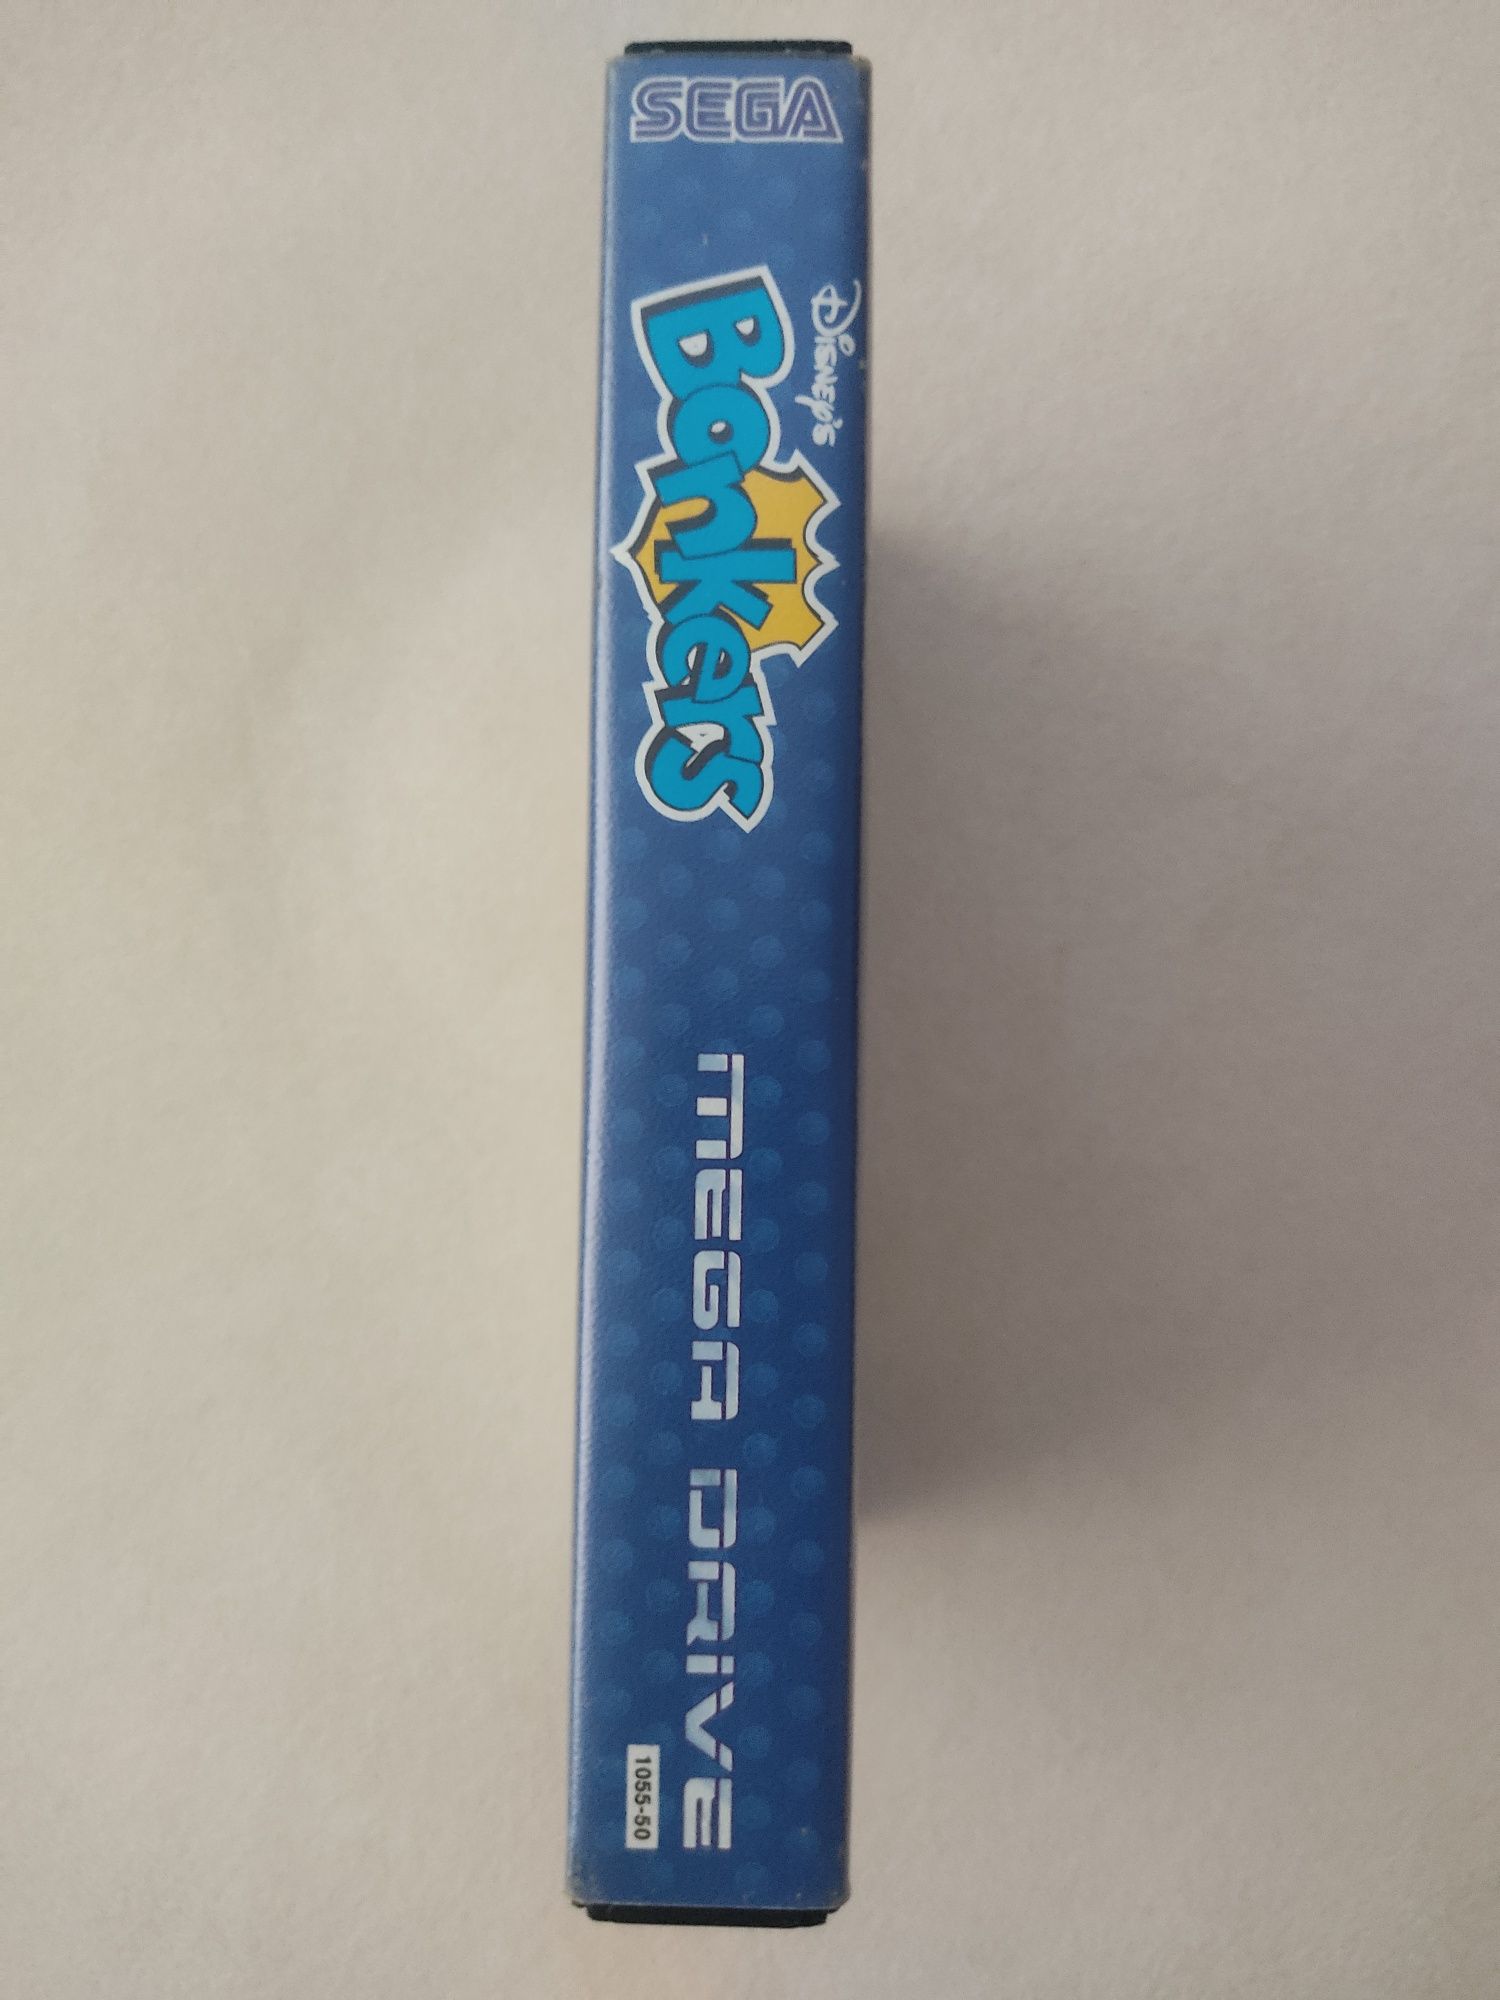 SEGA
DISNEY'S
Bonkers
MEGA DRIVE
1055-50